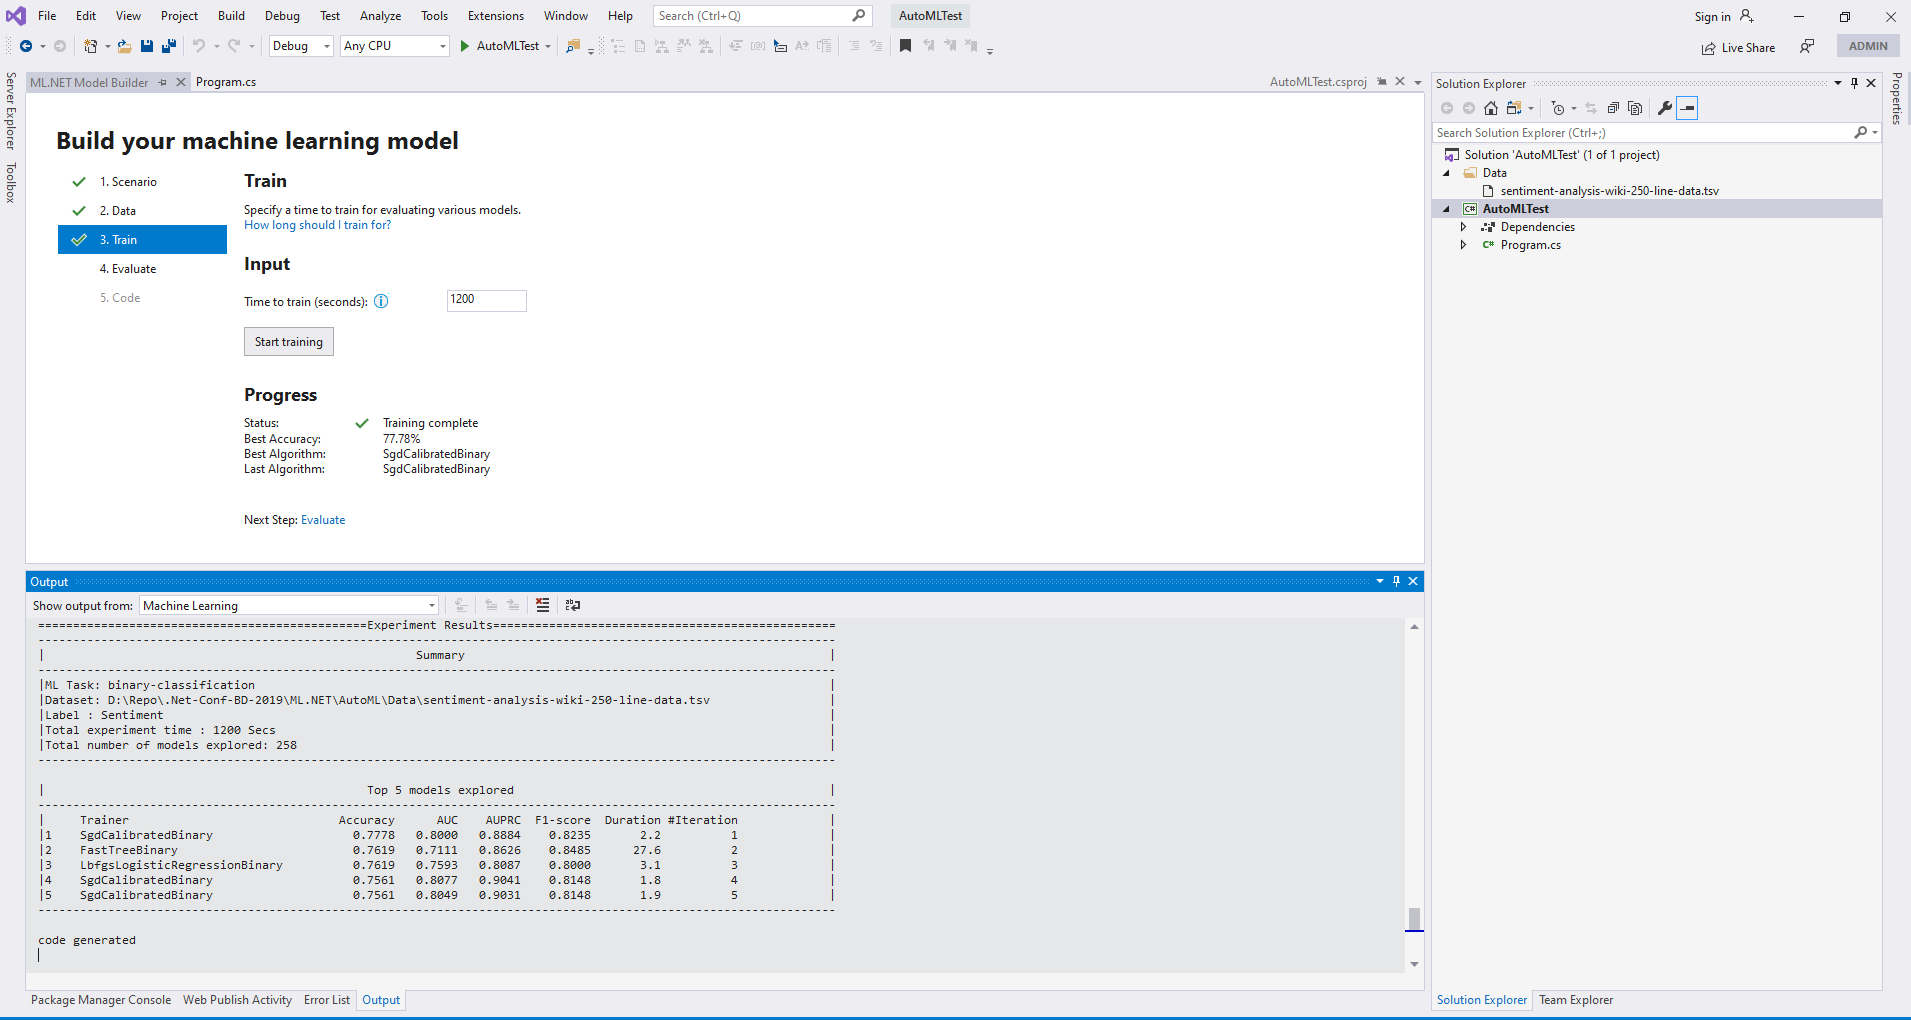 File Edit View Project Build Debug Test Analyze Tools Extensions Window Help Search (Ctrl+Q) AutoMLTest Sign in
Debug Any CPU AutoMLTest Live Share ADMIN
Server Explorer
Toolbox
ML.NET Model Builder Program.cs AutoMLTest.csproj
Build your machine learning model
1. Scenario
2. Data
3. Train
4. Evaluate
5. Code
Train
Specify a time to train for evaluating various models.
How long should I train for?
Input
Time to train (seconds): 1200
Start training
Progress
Status: Training complete
Best Accuracy: 77.78%
Best Algorithm: SgdCalibratedBinary
Last Algorithm: SgdCalibratedBinary
Next Step: Evaluate
Output
Show output from: Machine Learning
===============================================Experiment Results=================================================
------------------------------------------------------------------------------------------------------------------
| Summary |
------------------------------------------------------------------------------------------------------------------
|ML Task: binary-classification |
|Dataset: D:\Repo\.Net-Conf-BD-2019\ML.NET\AutoML\Data\sentiment-analysis-wiki-250-line-data.tsv |
|Label : Sentiment |
|Total experiment time : 1200 Secs |
|Total number of models explored: 258 |
------------------------------------------------------------------------------------------------------------------
| Top 5 models explored |
------------------------------------------------------------------------------------------------------------------
| Trainer Accuracy AUC AUPRC F1-score Duration #Iteration |
|1 SgdCalibratedBinary 0.7778 0.8000 0.8884 0.8235 2.2 1 |
|2 FastTreeBinary 0.7619 0.7111 0.8626 0.8485 27.6 2 |
|3 LbfgsLogisticRegressionBinary 0.7619 0.7593 0.8087 0.8000 3.1 3 |
|4 SgdCalibratedBinary 0.7561 0.8077 0.9041 0.8148 1.8 4 |
|5 SgdCalibratedBinary 0.7561 0.8049 0.9031 0.8148 1.9 5 |
------------------------------------------------------------------------------------------------------------------
code generated
Package Manager Console Web Publish Activity Error List Output
Solution Explorer
Search Solution Explorer (Ctrl+;)
Solution 'AutoMLTest' (1 of 1 project)
Data
sentiment-analysis-wiki-250-line-data.tsv
C# AutoMLTest
Dependencies
C# Program.cs
Solution Explorer Team Explorer
Properties